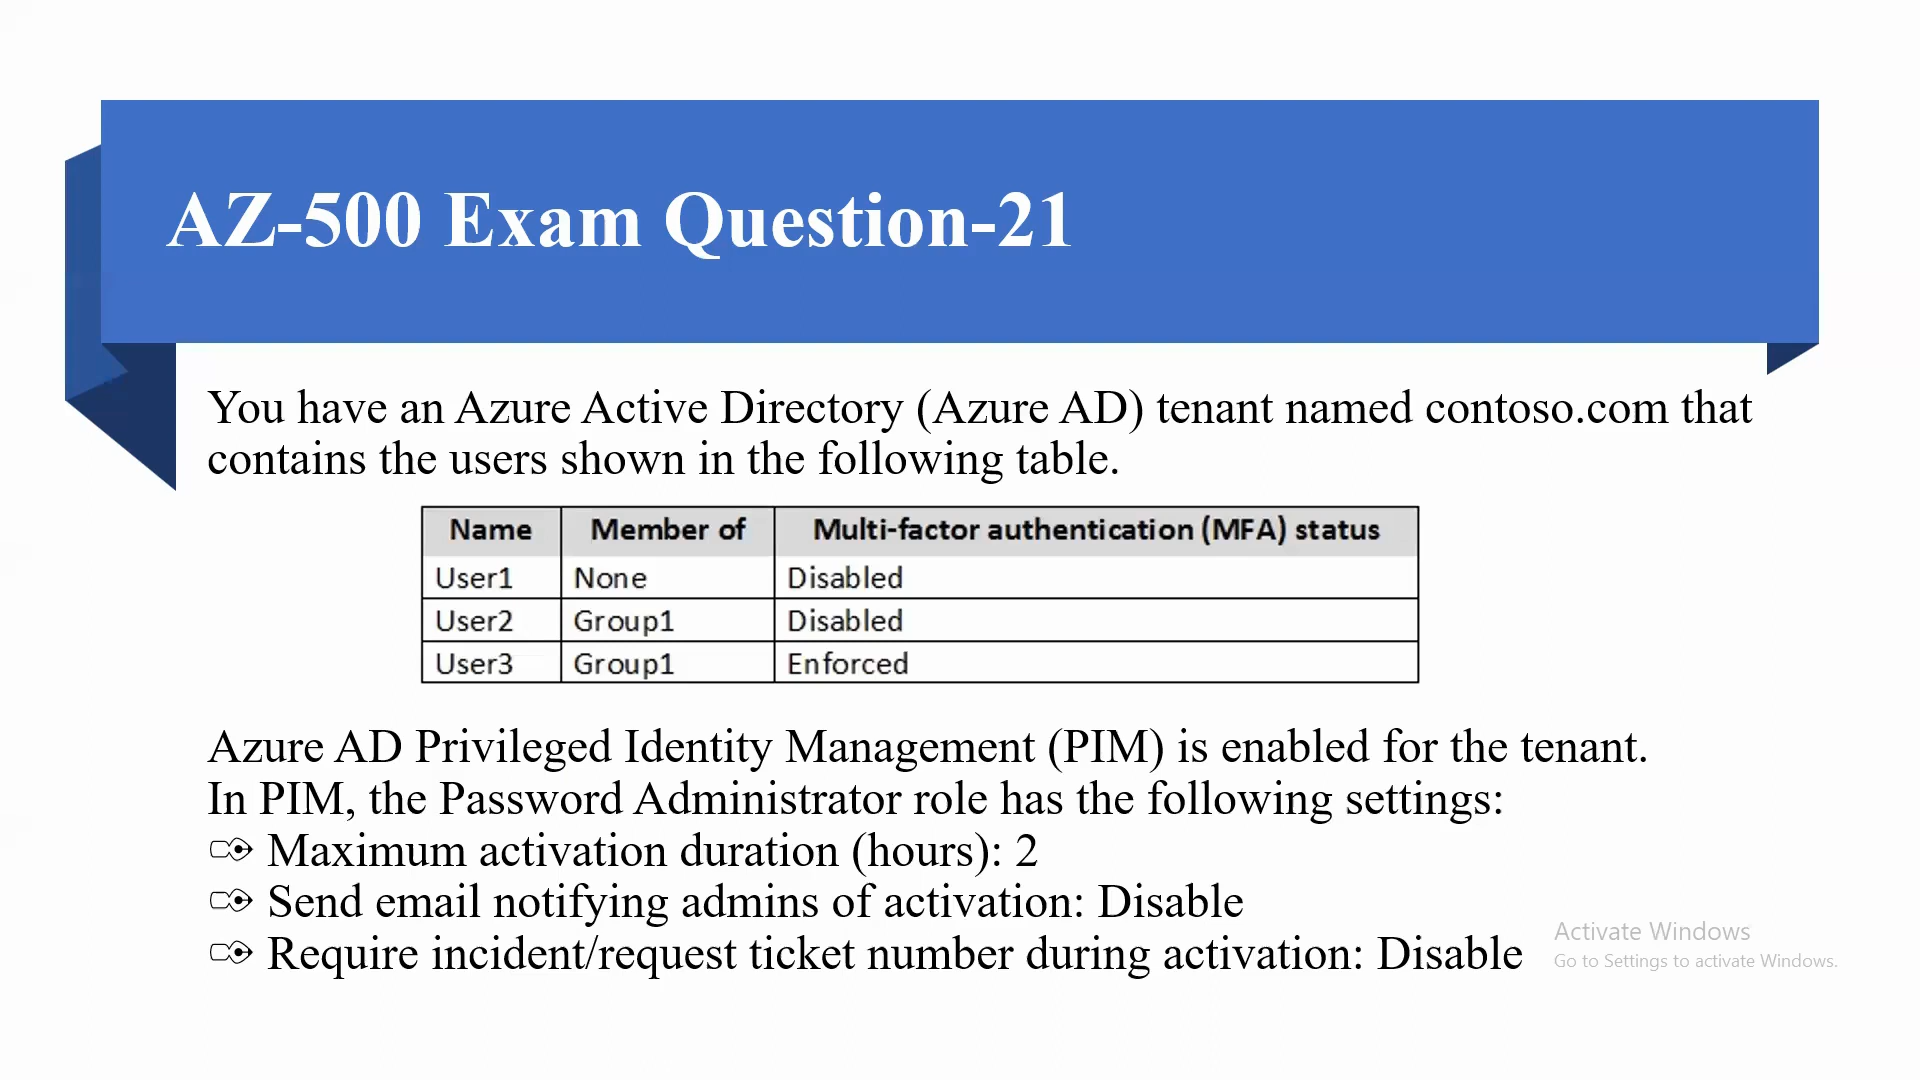 AZ-500 Exam Question-21
You have an Azure Active Directory (Azure AD) tenant named contoso.com that
contains the users shown in the following table.
Name Member of Multi-factor authentication (MFA) status
User1 None Disabled
User2 Group1 Disabled
User3 Group1 Enforced
Azure AD Privileged Identity Management (PIM) is enabled for the tenant.
In PIM, the Password Administrator role has the following settings:
Maximum activation duration (hours): 2
Send email notifying admins of activation: Disable
Require incident/request ticket number during activation: Disable
Activate Windows
Go to Settings to activate Windows.